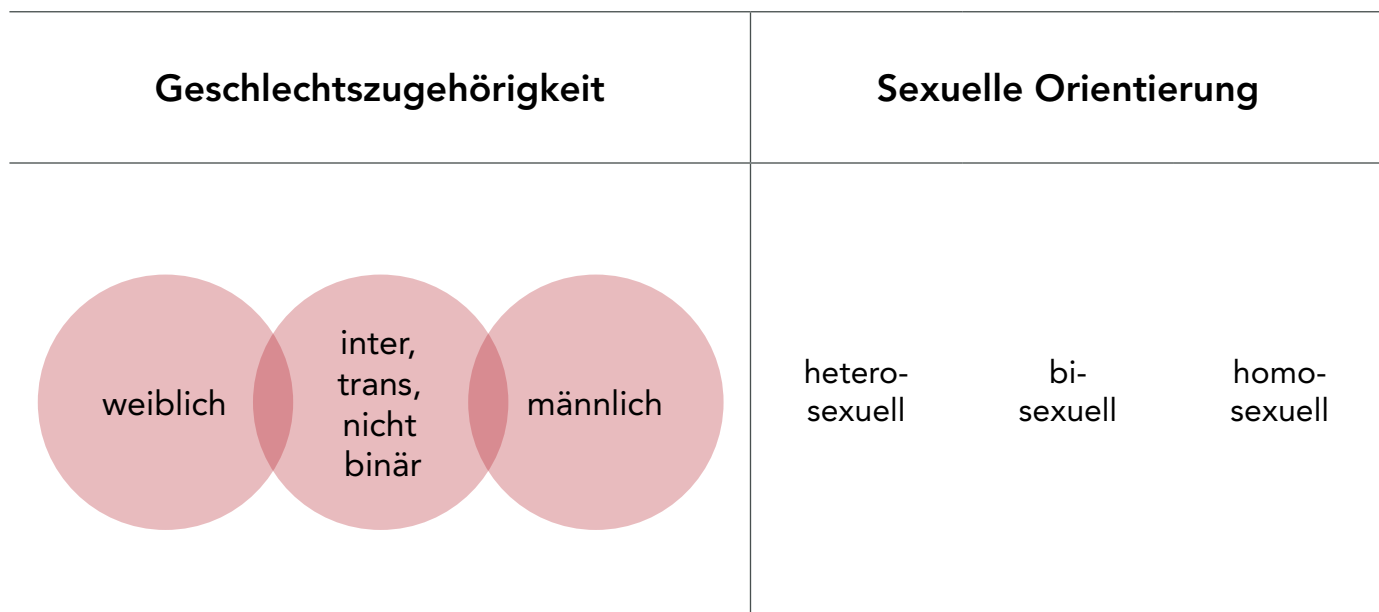 Geschlechtszugehörigkeit
Sexuelle Orientierung
weiblich
inter,
trans,
nicht
binär
männlich
hetero-
sexuell
bi-
sexuell
homo-
sexuell